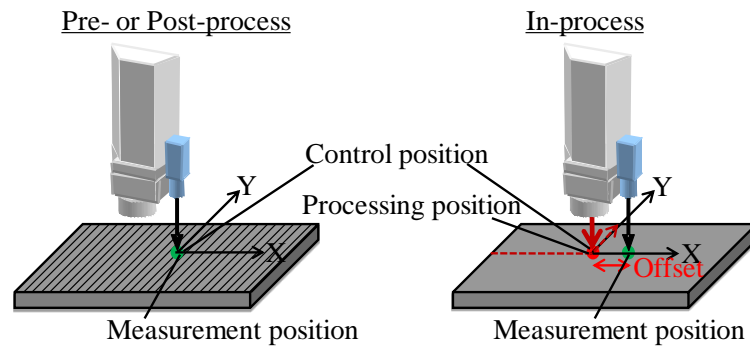 Pre- or Post-process
In-process
Control position
Y
Y
Processing position
X
X
Offset
Measurement position
Measurement position